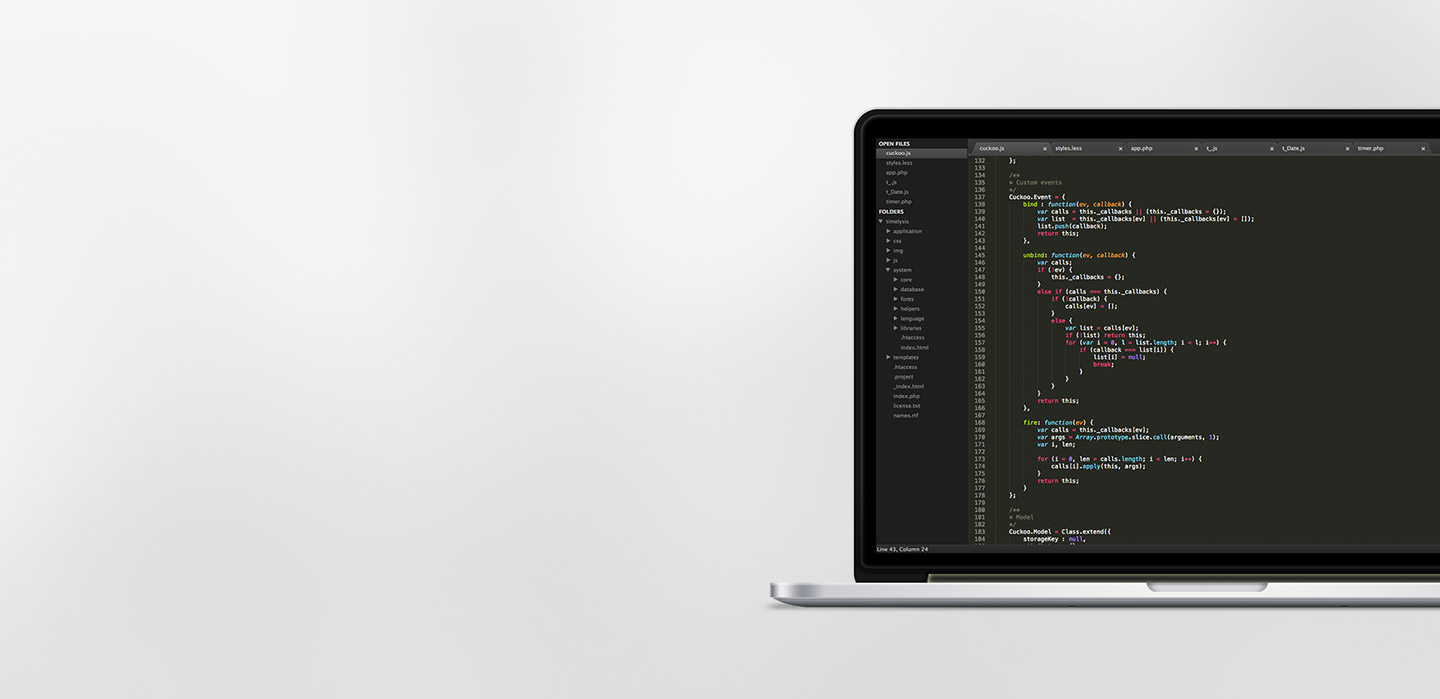 OPEN FILES
cuckoo.js
styles.less
app.php
t_.js
t_Date.js
timer.php
FOLDERS
timelysis
application
css
img
js
system
core
database
fonts
helpers
language
libraries
.htaccess
index.html
templates
.htaccess
.project
_index.html
index.php
license.txt
names.rtf
Line 43, Column 24
cuckoo.js × styles.less × app.php × t_.js × t_Date.js × timer.php ×
132 };
133
134 /**
135 * Custom events
136 */
137 Cuckoo.Event = {
138 bind : function(ev, callback) {
139 var calls = this._callbacks || (this._callbacks = {});
140 var list = this._callbacks[ev] || (this._callbacks[ev] = []);
141 list.push(callback);
142 return this;
143 },
144
145 unbind: function(ev, callback) {
146 var calls;
147 if (!ev) {
148 this._callbacks = {};
149 }
150 else if (calls === this._callbacks) {
151 if (!callback) {
152 calls[ev] = [];
153 }
154 else {
155 var list = calls[ev];
156 if (!list) return this;
157 for (var i = 0, l = list.length; i < l; i++) {
158 if (callback === list[i]) {
159 list[i] = null;
160 break;
161 }
162 }
163 }
164 }
165 return this;
166 },
167
168 fire: function(ev) {
169 var calls = this._callbacks[ev];
170 var args = Array.prototype.slice.call(arguments, 1);
171 var i, len;
172
173 for (i = 0, len = calls.length; i < len; i++) {
174 calls[i].apply(this, args);
175 }
176 return this;
177 }
178 };
179
180 /**
181 * Model
182 */
183 Cuckoo.Model = Class.extend({
184 storageKey : null,